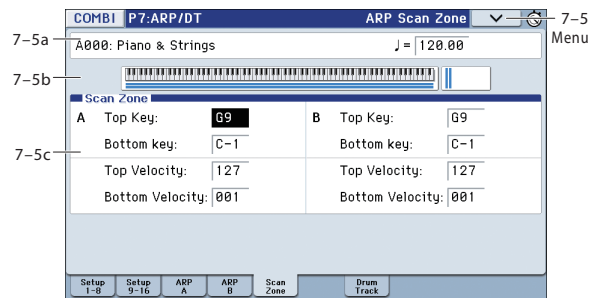 COMBI P7:ARP/DT ARP Scan Zone 7–5
Menu
7–5a A000: Piano & Strings ♩= 120.00
7–5b
Scan Zone
A Top Key: G9 B Top Key: G9
Bottom key: C-1 Bottom key: C-1
7–5c
Top Velocity: 127 Top Velocity: 127
Bottom Velocity: 001 Bottom Velocity: 001
Setup 1-8 Setup 9-16 ARP A ARP B Scan Zone Drum Track